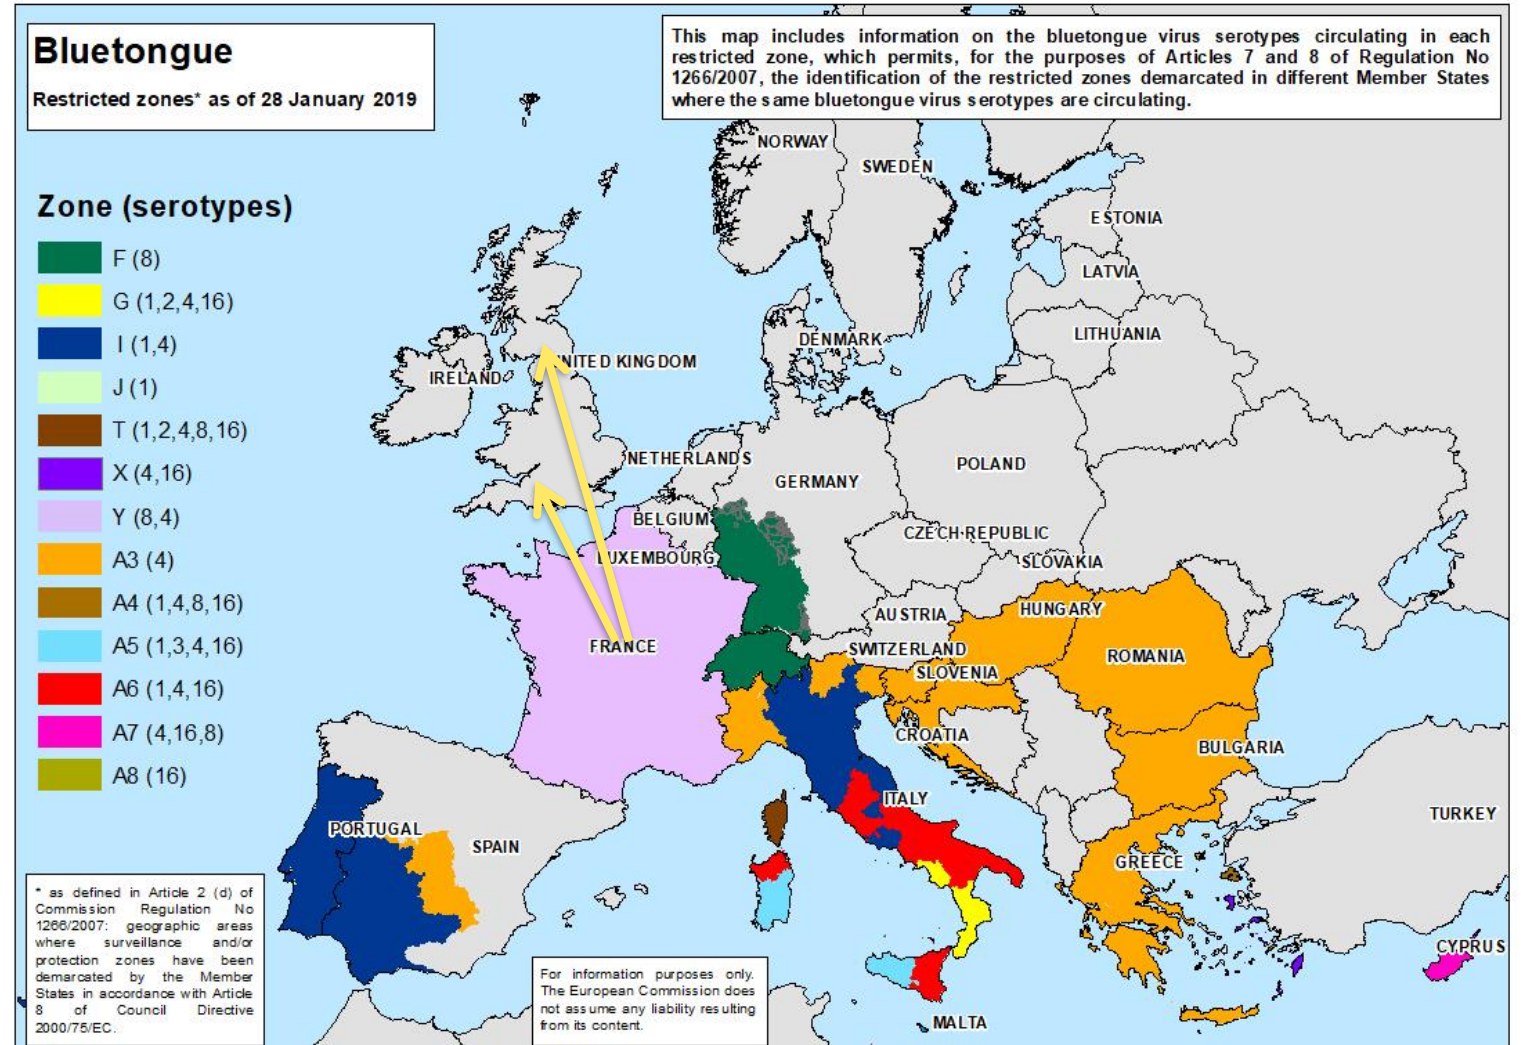 Bluetongue
Restricted zones* as of 28 January 2019
This map includes information on the bluetongue virus serotypes circulating in each
restricted zone, which permits, for the purposes of Articles 7 and 8 of Regulation No
1266/2007, the identification of the restricted zones demarcated in different Member States
where the same bluetongue virus serotypes are circulating.
Zone (serotypes)
F (8)
G (1,2,4,16)
I (1,4)
J (1)
T (1,2,4,8,16)
X (4,16)
Y (8,4)
A3 (4)
A4 (1,4,8,16)
A5 (1,3,4,16)
A6 (1,4,16)
A7 (4,16,8)
A8 (16)
NORWAY
SWEDEN
ESTONIA
LATVIA
LITHUANIA
DENMARK
UNITED KINGDOM
IRELAND
NETHERLANDS
POLAND
GERMANY
BELGIUM
CZECH REPUBLIC
LUXEMBOURG
SLOVAKIA
HUNGARY
AUSTRIA
FRANCE
SWITZERLAND
ROMANIA
SLOVENIA
CROATIA
BULGARIA
ITALY
TURKEY
PORTUGAL
SPAIN
GREECE
CYPRUS
MALTA
* as defined in Article 2 (d) of
Commission Regulation No
1266/2007: geographic areas
where surveillance and/or
protection zones have been
demarcated by the Member
States in accordance with Article
8 of Council Directive
2000/75/EC.
For information purposes only.
The European Commission does
not assume any liability resulting
from its content.